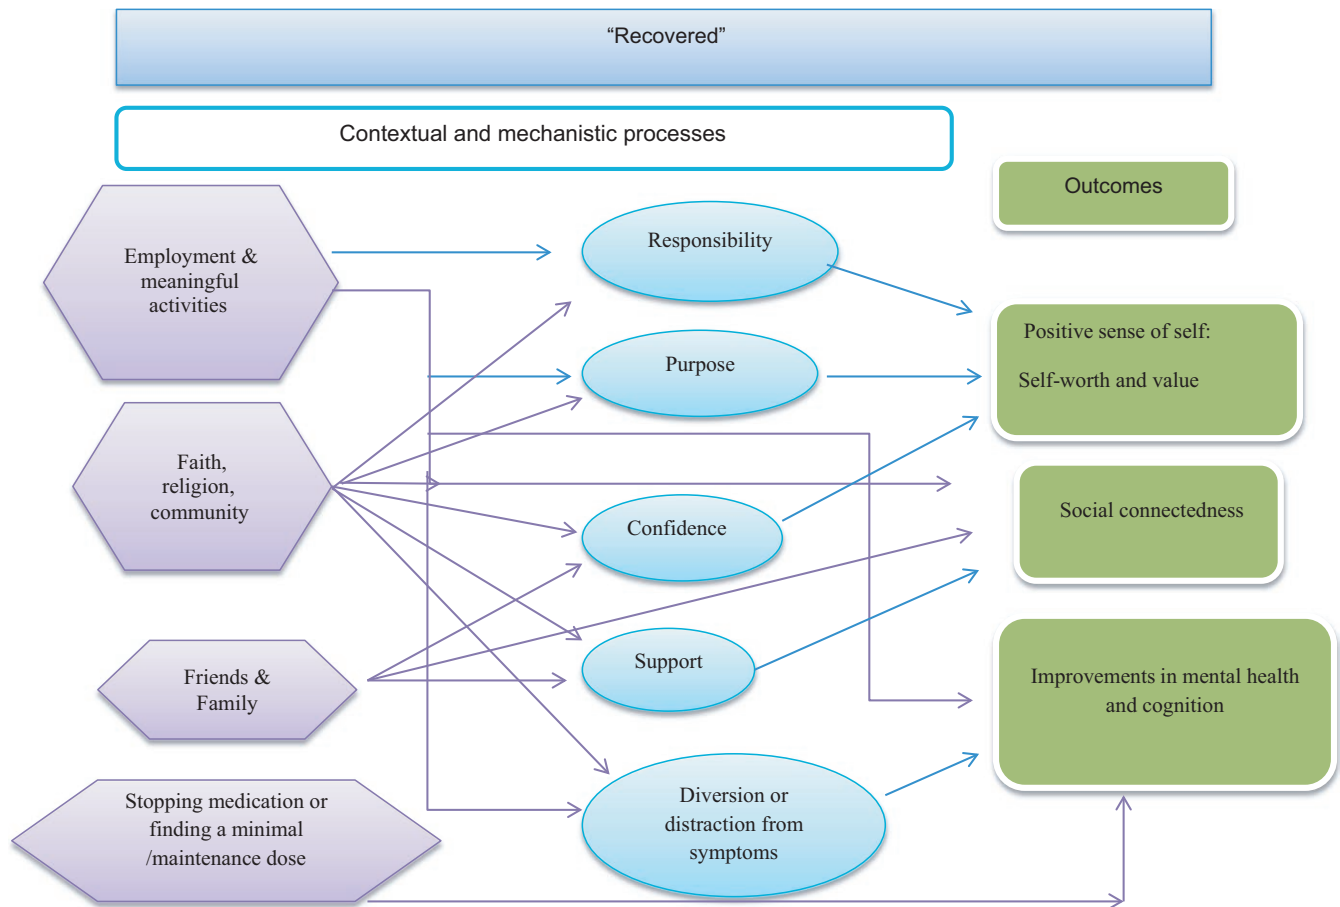 “Recovered”
Contextual and mechanistic processes
Outcomes
Employment &
meaningful
activities
Responsibility
Positive sense of self:
Self-worth and value
Purpose
Faith,
religion,
community
Confidence
Social connectedness
Friends &
Family
Support
Improvements in mental health
and cognition
Stopping medication or
finding a minimal
/maintenance dose
Diversion or
distraction from
symptoms